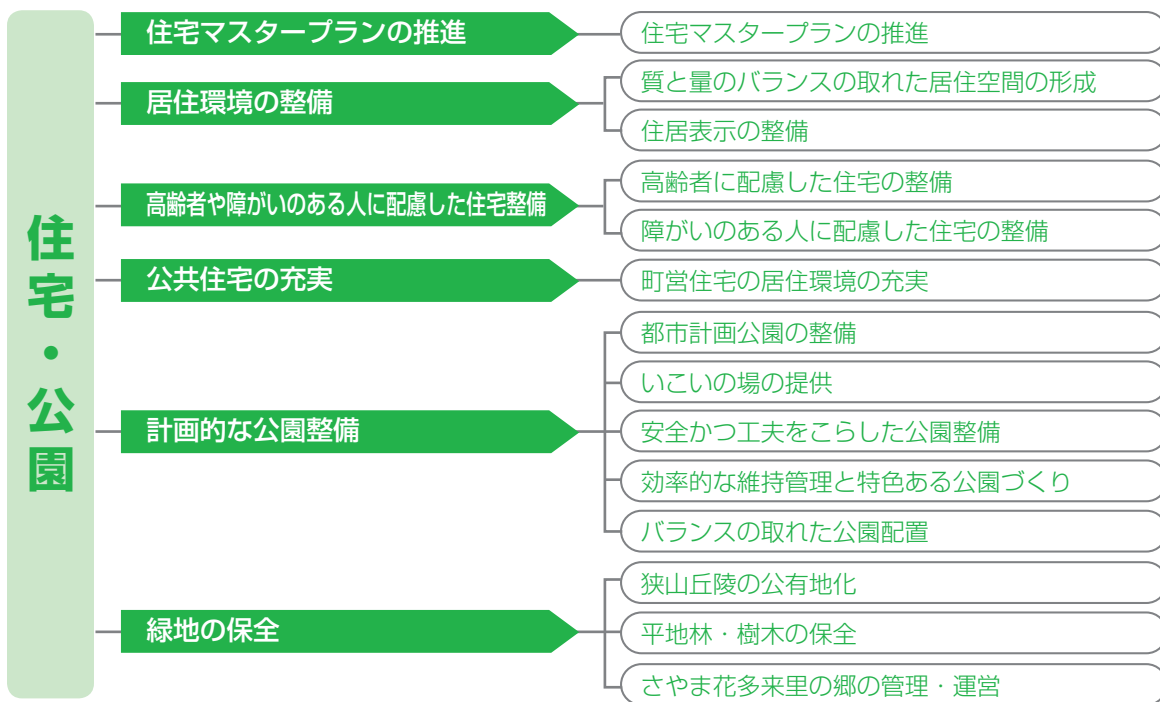 住宅・公園
住宅マスタープランの推進
住宅マスタープランの推進
居住環境の整備
質と量のバランスの取れた居住空間の形成
住居表示の整備
高齢者や障がいのある人に配慮した住宅整備
高齢者に配慮した住宅の整備
障がいのある人に配慮した住宅の整備
公共住宅の充実
町営住宅の居住環境の充実
計画的な公園整備
都市計画公園の整備
いこいの場の提供
安全かつ工夫をこらした公園整備
効率的な維持管理と特色ある公園づくり
バランスの取れた公園配置
緑地の保全
狭山丘陵の公有地化
平地林・樹木の保全
さやま花多来里の郷の管理・運営